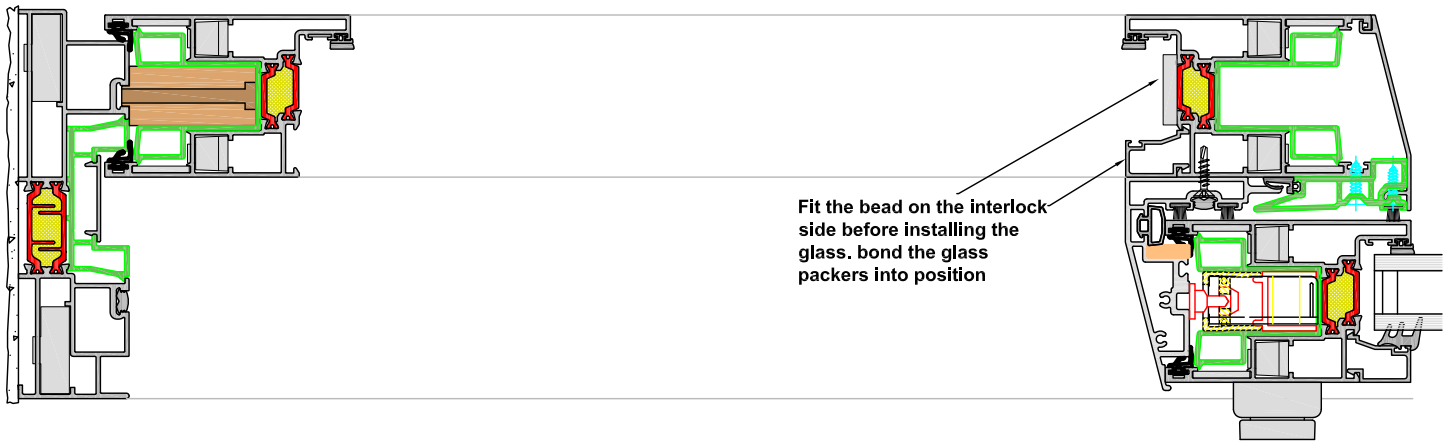 Fit the bead on the interlock
side before installing the
glass. bond the glass
packers into position